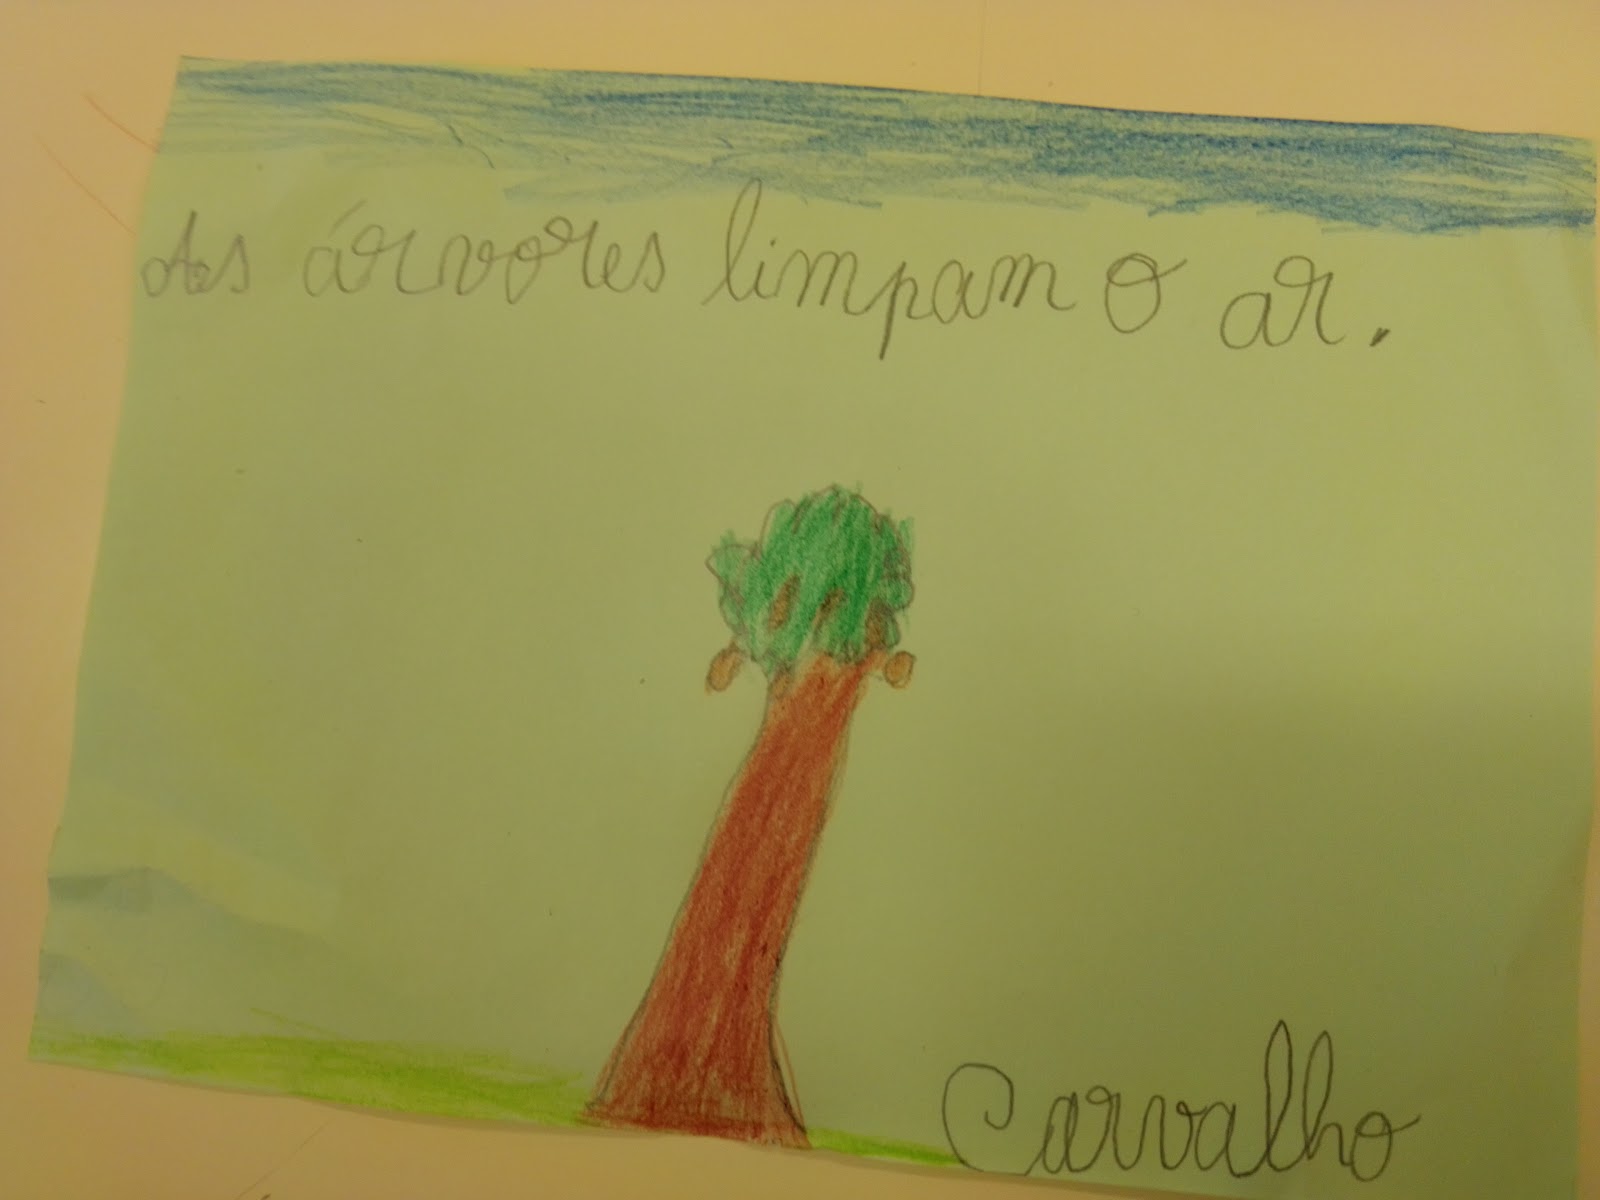 As árvores limpam o ar.
Carvalho